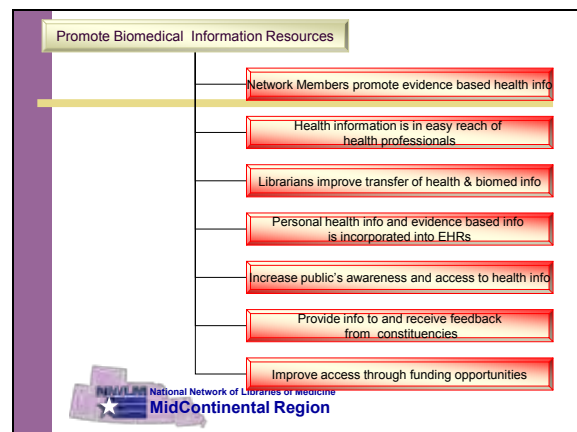 Promote Biomedical Information Resources
Network Members promote evidence based health info
Health information is in easy reach of
health professionals
Librarians improve transfer of health & biomed info
Personal health info and evidence based info
is incorporated into EHRs
Increase public's awareness and access to health info
Provide info to and receive feedback
from constituencies
Improve access through funding opportunities
NN/LM
National Network of Libraries of Medicine
MidContinental Region